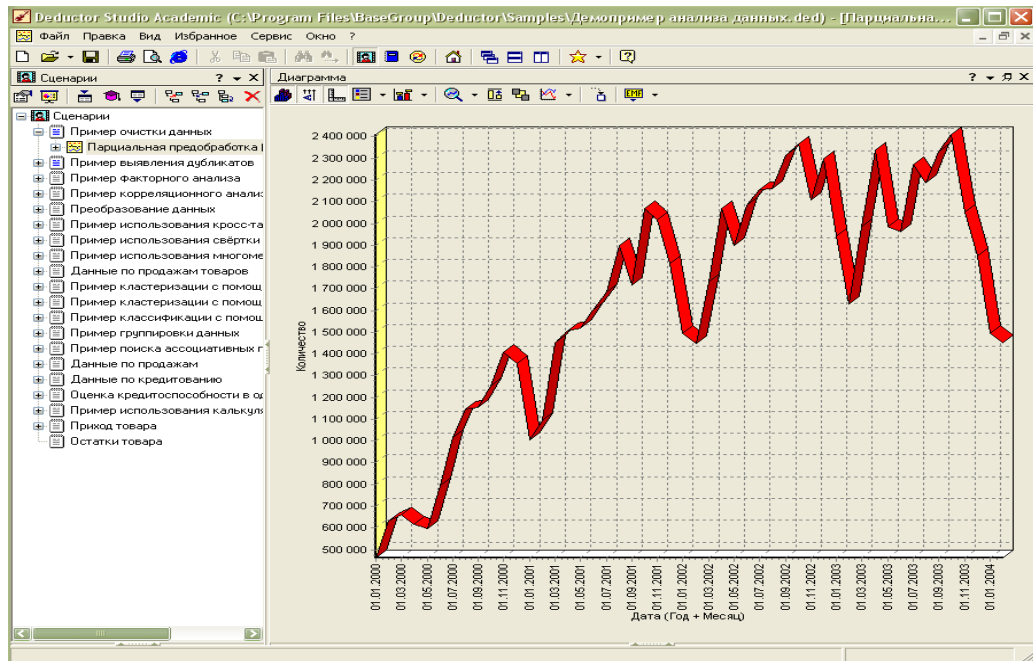 Deductor Studio Academic (C:\Program Files\BaseGroup\Deductor\Samples\Демопример анализа данных.ded) - [Парциальна...
Файл Правка Вид Избранное Сервис Окно ?
Сценарии
Диаграмма
Сценарии
Пример очистки данных
Парциальная предобработка
Пример выявления дубликатов
Пример факторного анализа
Пример корреляционного анализ
Преобразование данных
Пример использования кросс-та
Пример использования свёртки
Пример использования многоме
Данные по продажам товаров
Пример кластеризации с помощ
Пример кластеризации с помощ
Пример классификации с помощ
Пример группировки данных
Пример поиска ассоциативных п
Данные по продажам
Данные по кредитованию
Оценка кредитоспособности в од
Пример использования калькуля
Приход товара
Остатки товара
EMF
Количество
2 400 000
2 300 000
2 200 000
2 100 000
2 000 000
1 900 000
1 800 000
1 700 000
1 600 000
1 500 000
1 400 000
1 300 000
1 200 000
1 100 000
1 000 000
900 000
800 000
700 000
600 000
500 000
01.01.2000
01.03.2000
01.05.2000
01.07.2000
01.09.2000
01.11.2000
01.01.2001
01.03.2001
01.05.2001
01.07.2001
01.09.2001
01.11.2001
01.01.2002
01.03.2002
01.05.2002
01.07.2002
01.09.2002
01.11.2002
01.01.2003
01.03.2003
01.05.2003
01.07.2003
01.09.2003
01.11.2003
01.01.2004
Дата (Год + Месяц)